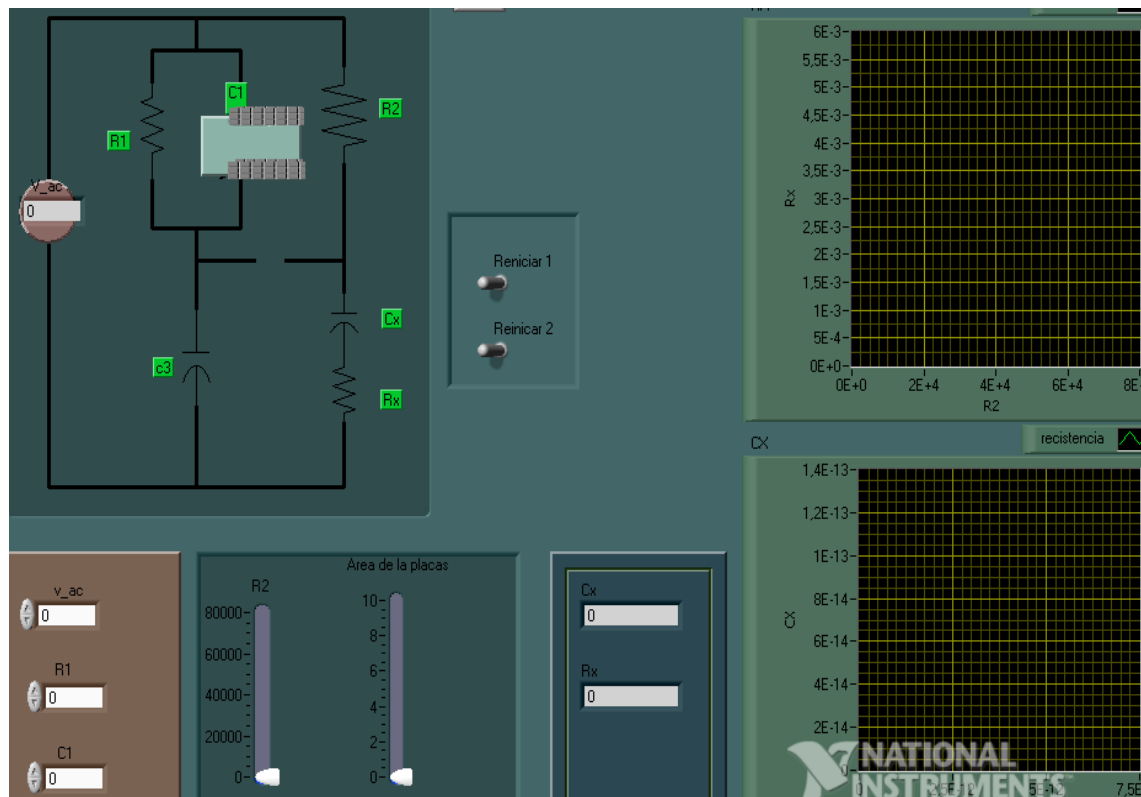 C1
R2
R1
V_ac
0
Cx
c3
Rx
Reniciar 1
Reinicar 2
6E-3
5,5E-3
5E-3
4,5E-3
4E-3
3,5E-3
3E-3
2,5E-3
2E-3
1,5E-3
1E-3
5E-4
0E+0
Rx
0E+0 2E+4 4E+4 6E+4
R2
CX
recistencia
1,4E-13
1,2E-13
1E-13
8E-14
6E-14
4E-14
2E-14
0
CX
0
v_ac
0
R1
0
C1
0
R2
80000
60000
40000
20000
0
Area de la placas
10
8
6
4
2
0
Cx
0
Rx
0
NATIONAL
INSTRUMENTS